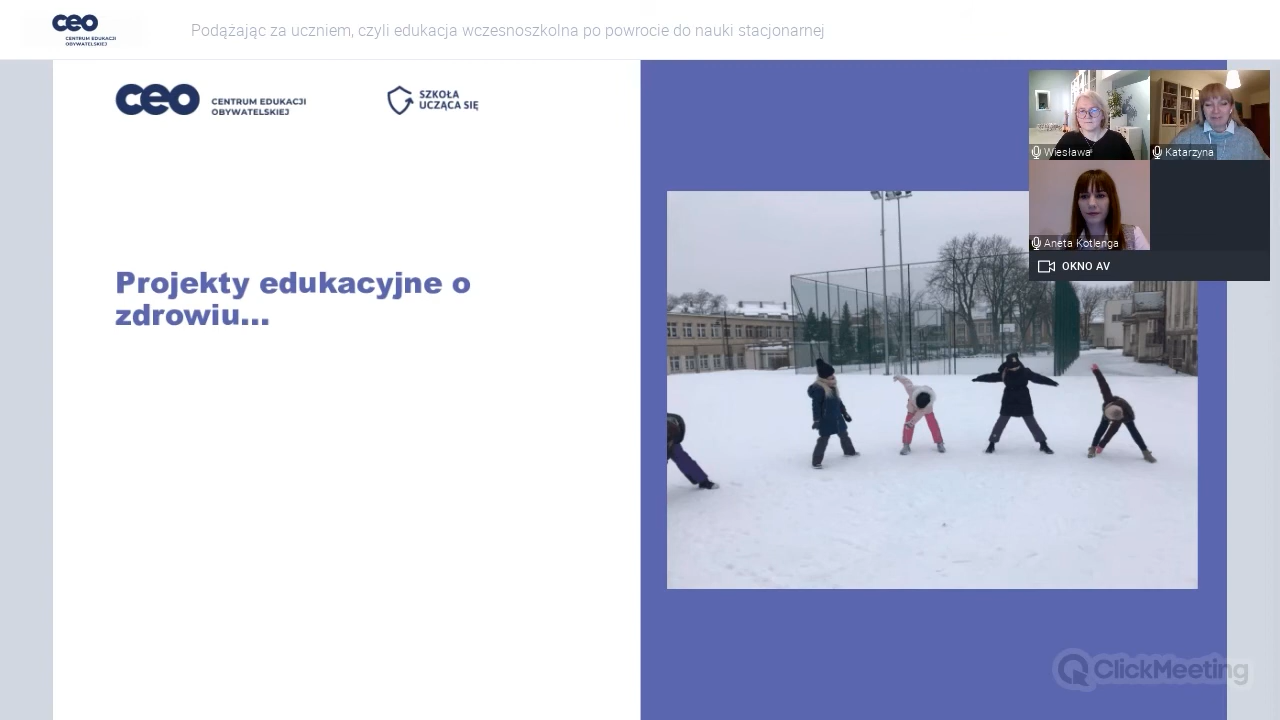 ceo
CENTRUM EDUKACJI
OBYWATELSKIEJ
Podążając za uczniem, czyli edukacja wczesnoszkolna po powrocie do nauki stacjonarnej
ceo
CENTRUM EDUKACJI
OBYWATELSKIEJ
SZKOŁA
UCZĄCA SIĘ
Projekty edukacyjne o
zdrowiu...
Wiesława
Katarzyna
Aneta Kotlenga
OKNO AV
ClickMeeting